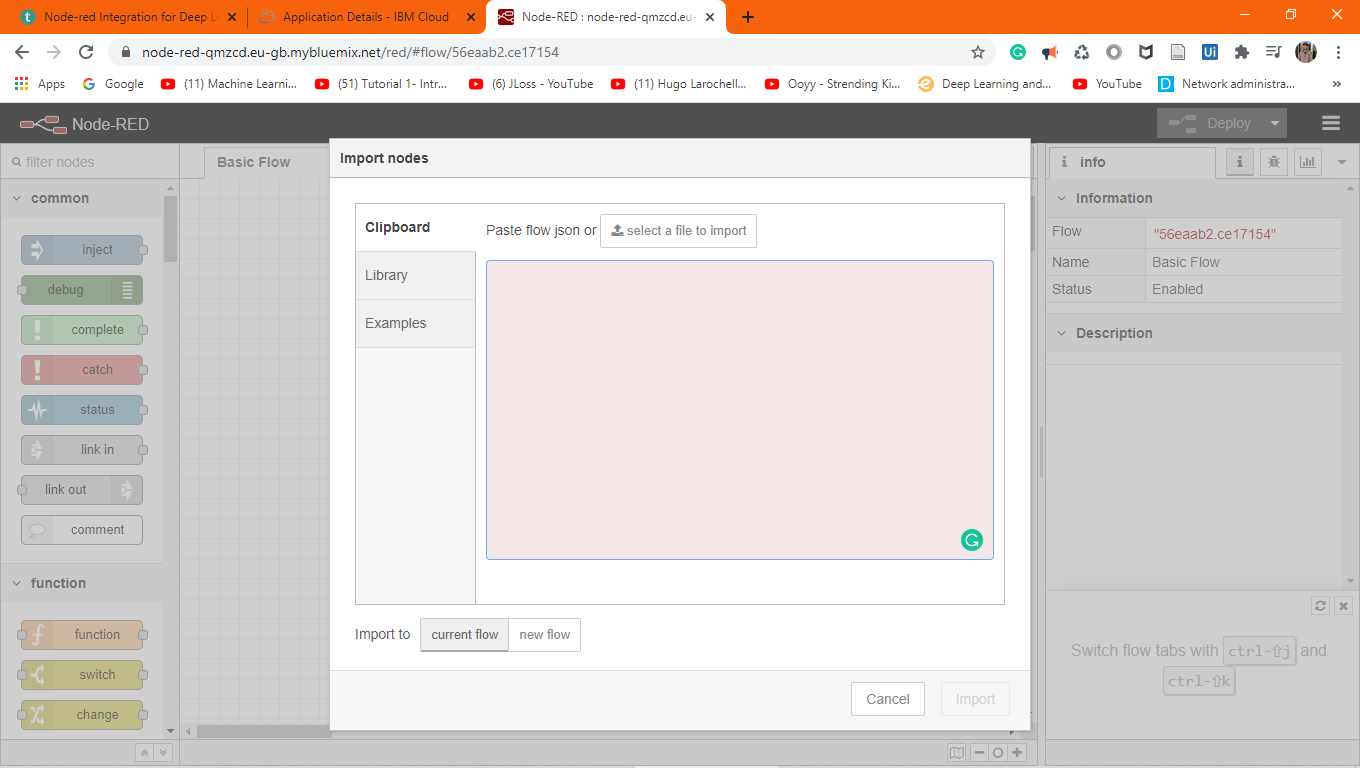 Node-red Integration for Deep L
Application Details - IBM Cloud
Node-RED : node-red-qmzcd.eu-
node-red-qmzcd.eu-gb.mybluemix.net/red/#flow/56eaab2.ce17154
Apps
Google
(11) Machine Learni...
(51) Tutorial 1- Intr...
(6) JLoss - YouTube
(11) Hugo Larochell...
Ooyy - Strending Ki...
Deep Learning and...
YouTube
Network administra...
Node-RED
Deploy
filter nodes
common
inject
debug
complete
catch
status
link in
link out
comment
function
function
switch
change
Basic Flow
Import nodes
Clipboard
Library
Examples
Paste flow json or select a file to import
Import to current flow new flow
Cancel
Import
info
Information
Flow "56eaab2.ce17154"
Name Basic Flow
Status Enabled
Description
Switch flow tabs with ctrl-⇧j and
ctrl-⇧k